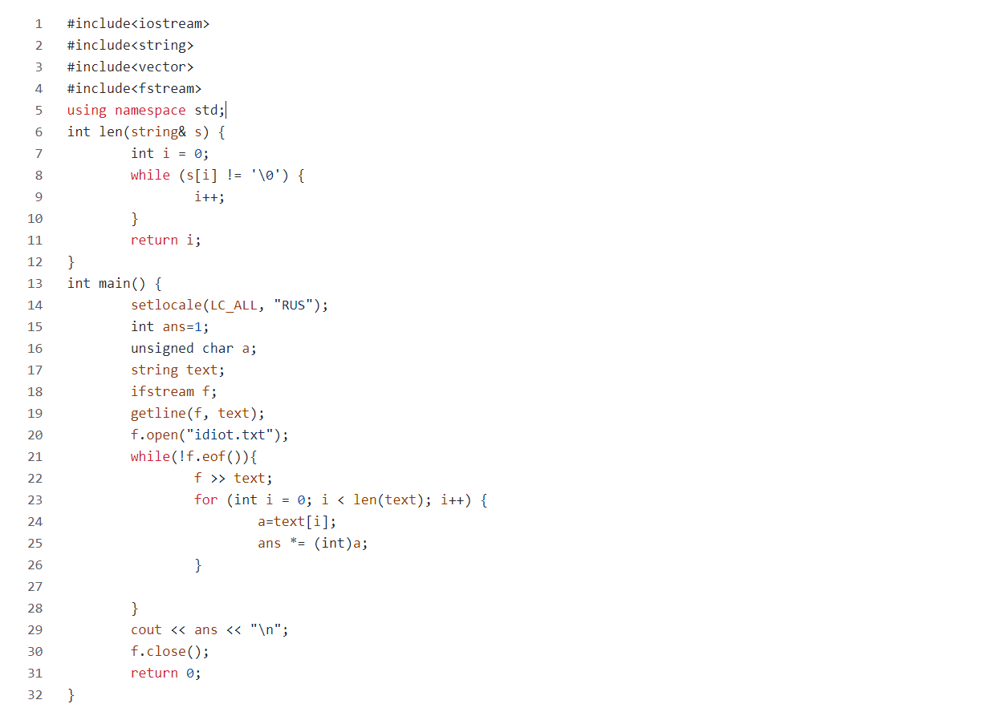 1 #include<iostream>
2 #include<string>
3 #include<vector>
4 #include<fstream>
5 using namespace std;
6 int len(string& s) {
7 int i = 0;
8 while (s[i] != '\0') {
9 i++;
10 }
11 return i;
12 }
13 int main() {
14 setlocale(LC_ALL, "RUS");
15 int ans=1;
16 unsigned char a;
17 string text;
18 ifstream f;
19 getline(f, text);
20 f.open("idiot.txt");
21 while(!f.eof()){
22 f >> text;
23 for (int i = 0; i < len(text); i++) {
24 a=text[i];
25 ans *= (int)a;
26 }
27
28 }
29 cout << ans << "\n";
30 f.close();
31 return 0;
32 }